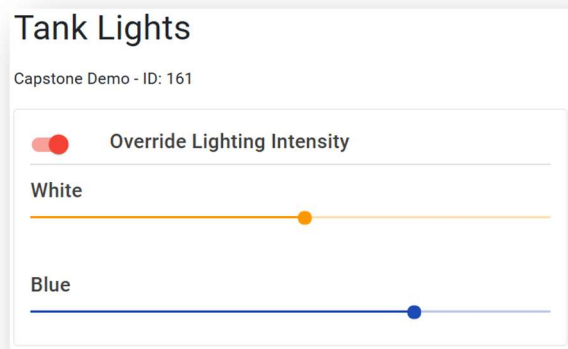 Tank Lights
Capstone Demo - ID: 161
Override Lighting Intensity
White
Blue